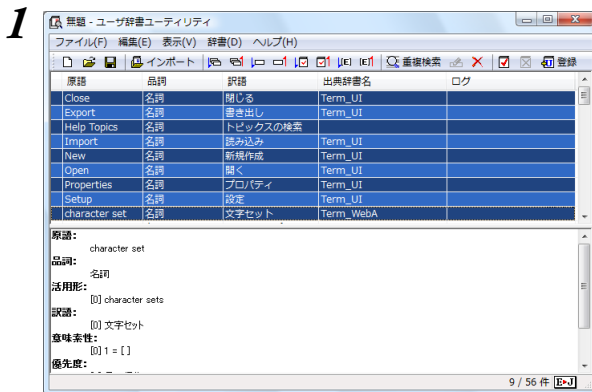 1
無題 - ユーザ辞書ユーティリティ
ファイル(F) 編集(E) 表示(V) 辞書(D) ヘルプ(H)
インポート 重複検索 登録
原語 品詞 訳語 出典辞書名 ログ
Close 名詞 閉じる Term_UI
Export 名詞 書き出し Term_UI
Help Topics 名詞 トピックスの検索
Import 名詞 読み込み Term_UI
New 名詞 新規作成 Term_UI
Open 名詞 開く Term_UI
Properties 名詞 プロパティ Term_UI
Setup 名詞 設定 Term_UI
character set 名詞 文字セット Term_WebA
原語:
character set
品詞:
名詞
活用形:
[0] character sets
訳語:
[0] 文字セット
意味素性:
[0] 1 = [ ]
優先度:
9 / 56 件 E▸J